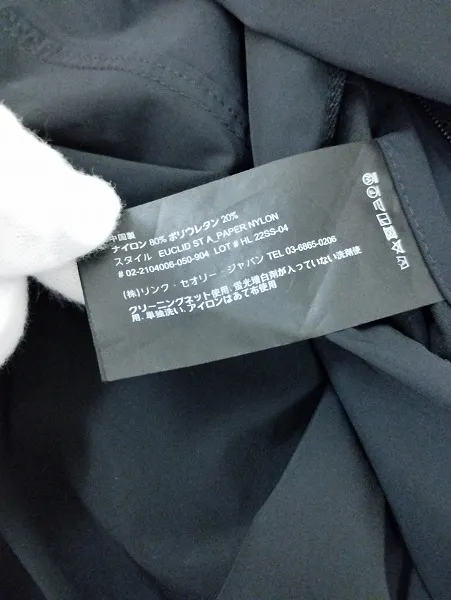 中国製
ナイロン 80% ポリウレタン 20%
スタイル EUCLID ST A_PAPER NYLON
# 02-2104006-050-904 LOT # HL 22SS-04
(株)リンク・セオリー・ジャパン TEL 03-6865-0206
クリーニングネット使用,蛍光増白剤が入っていない洗剤使
用,単独洗い,アイロンはあて布使用